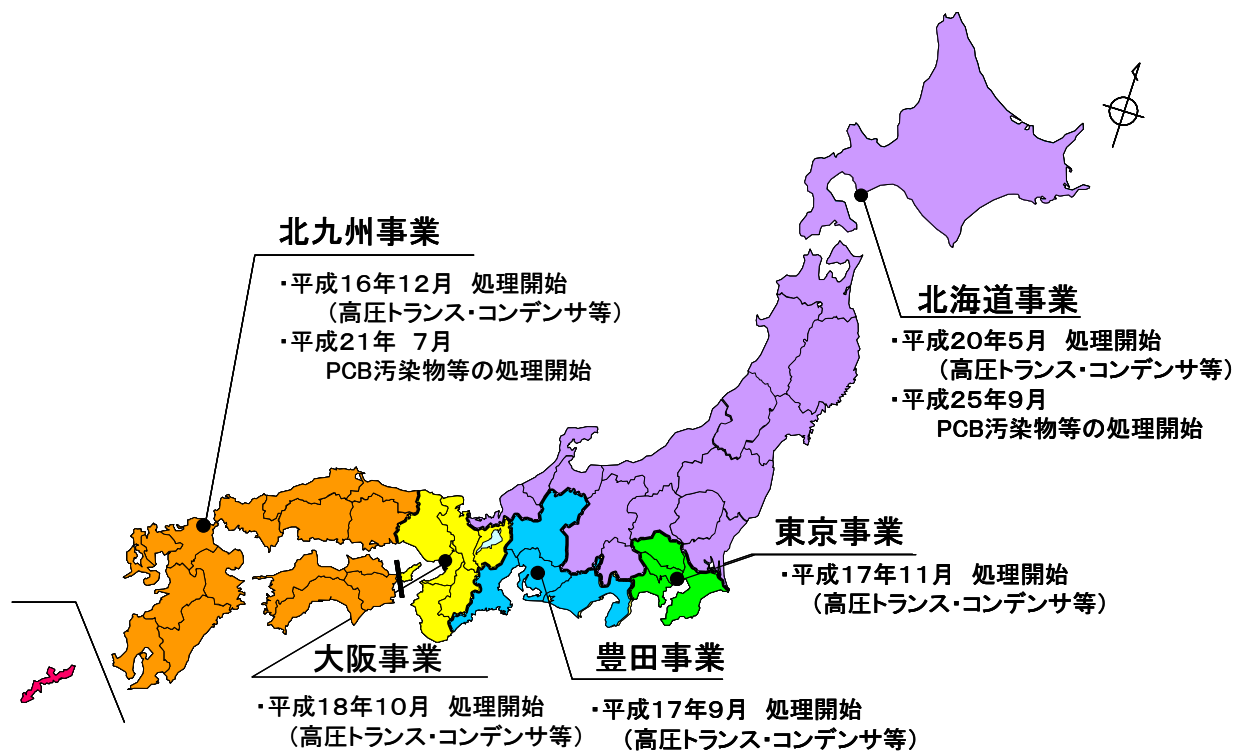 北九州事業
・平成16年12月 処理開始
(高圧トランス・コンデンサ等)
・平成21年 7月
PCB汚染物等の処理開始
北海道事業
・平成20年5月 処理開始
(高圧トランス・コンデンサ等)
・平成25年9月
PCB汚染物等の処理開始
東京事業
・平成17年11月 処理開始
(高圧トランス・コンデンサ等)
大阪事業
・平成18年10月 処理開始
(高圧トランス・コンデンサ等)
豊田事業
・平成17年9月 処理開始
(高圧トランス・コンデンサ等)